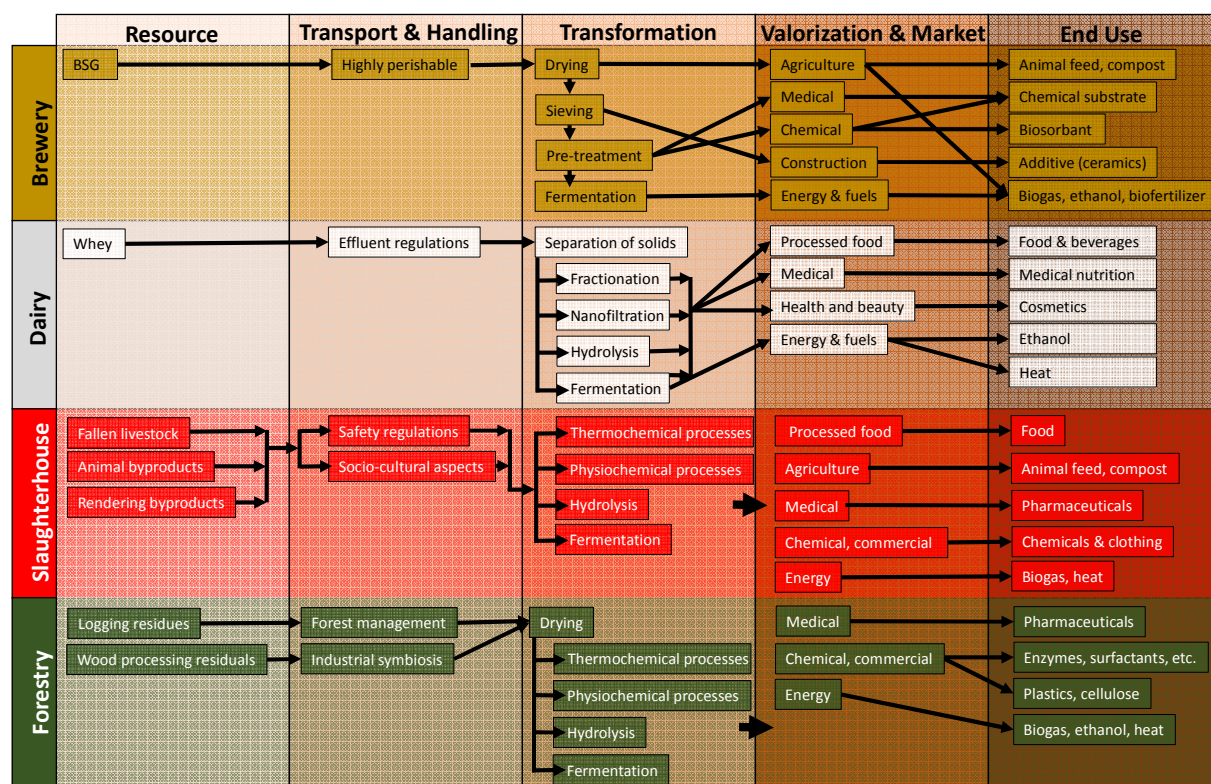 Resource
Transport & Handling
Transformation
Valorization & Market
End Use
Brewery
BSG
Highly perishable
Drying
Sieving
Pre-treatment
Fermentation
Agriculture
Medical
Chemical
Construction
Energy & fuels
Animal feed, compost
Chemical substrate
Biosorbant
Additive (ceramics)
Biogas, ethanol, biofertilizer
Dairy
Whey
Effluent regulations
Separation of solids
Fractionation
Nanofiltration
Hydrolysis
Fermentation
Processed food
Medical
Health and beauty
Energy & fuels
Food & beverages
Medical nutrition
Cosmetics
Ethanol
Heat
Slaughterhouse
Fallen livestock
Animal byproducts
Rendering byproducts
Safety regulations
Socio-cultural aspects
Thermochemical processes
Physiochemical processes
Hydrolysis
Fermentation
Processed food
Agriculture
Medical
Chemical, commercial
Energy
Food
Animal feed, compost
Pharmaceuticals
Chemicals & clothing
Biogas, heat
Forestry
Logging residues
Wood processing residuals
Forest management
Industrial symbiosis
Drying
Thermochemical processes
Physiochemical processes
Hydrolysis
Fermentation
Medical
Chemical, commercial
Energy
Pharmaceuticals
Enzymes, surfactants, etc.
Plastics, cellulose
Biogas, ethanol, heat